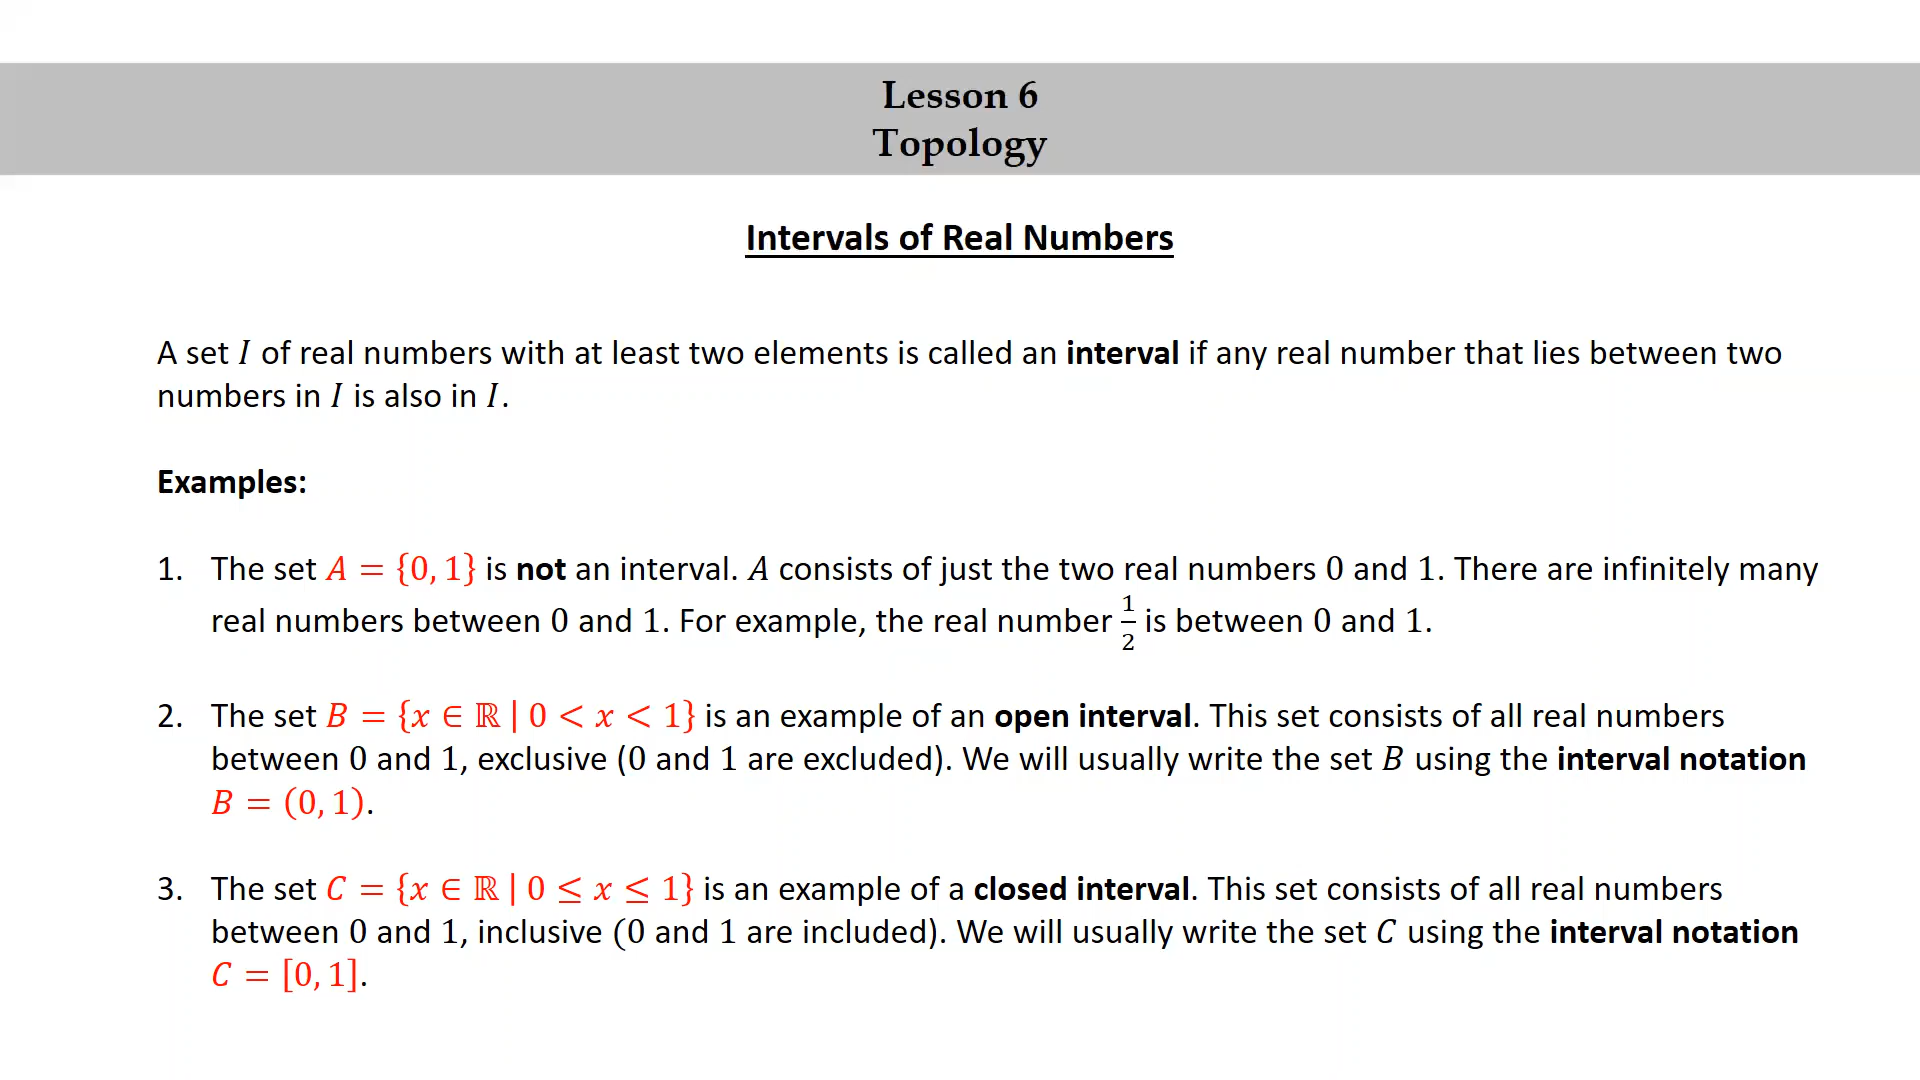 Lesson 6
Topology
Intervals of Real Numbers
A set 𝐼 of real numbers with at least two elements is called an interval if any real number that lies between two
numbers in 𝐼 is also in 𝐼.
Examples:
1. The set 𝐴 = {0, 1} is not an interval. 𝐴 consists of just the two real numbers 0 and 1. There are infinitely many
real numbers between 0 and 1. For example, the real number 1/2 is between 0 and 1.
2. The set 𝐵 = {𝑥 ∈ ℝ | 0 < 𝑥 < 1} is an example of an open interval. This set consists of all real numbers
between 0 and 1, exclusive (0 and 1 are excluded). We will usually write the set 𝐵 using the interval notation
𝐵 = (0, 1).
3. The set 𝐶 = {𝑥 ∈ ℝ | 0 ≤ 𝑥 ≤ 1} is an example of a closed interval. This set consists of all real numbers
between 0 and 1, inclusive (0 and 1 are included). We will usually write the set 𝐶 using the interval notation
𝐶 = [0, 1].